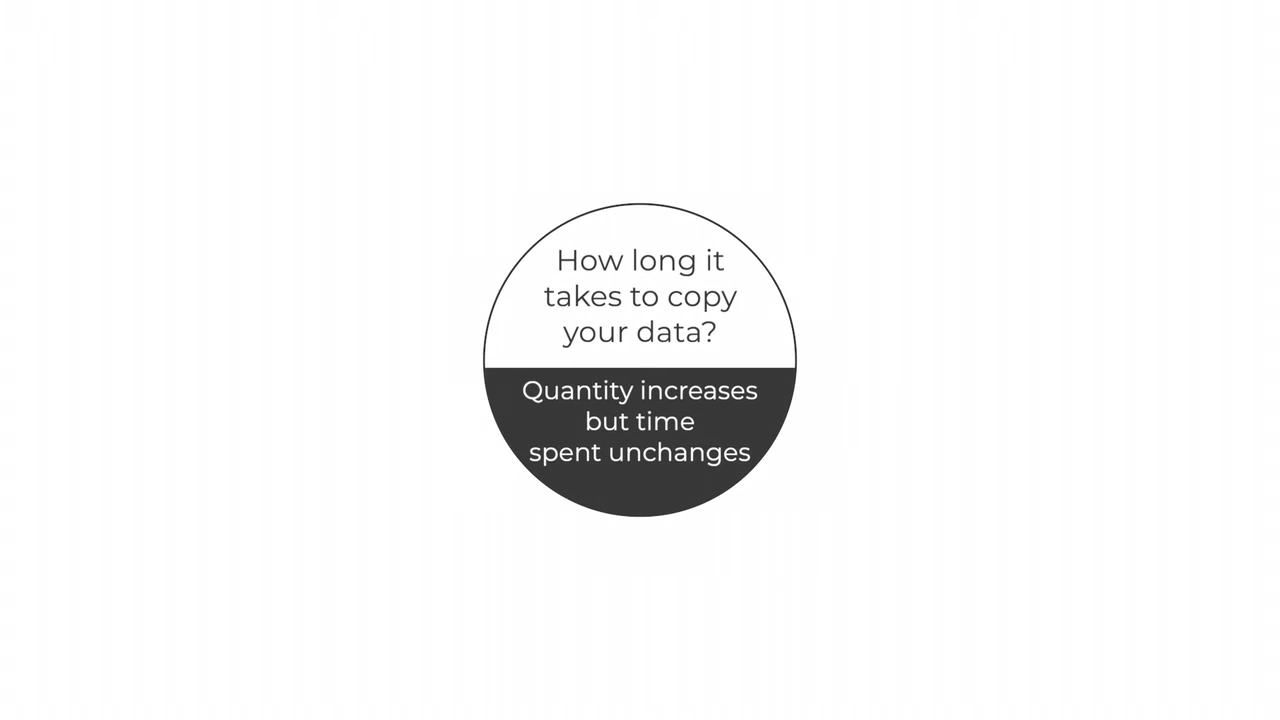 How long it
takes to copy
your data?
Quantity increases
but time
spent unchanges